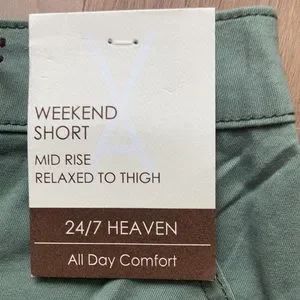 WEEKEND
SHORT
MID RISE
RELAXED TO THIGH
24/7 HEAVEN
All Day Comfort